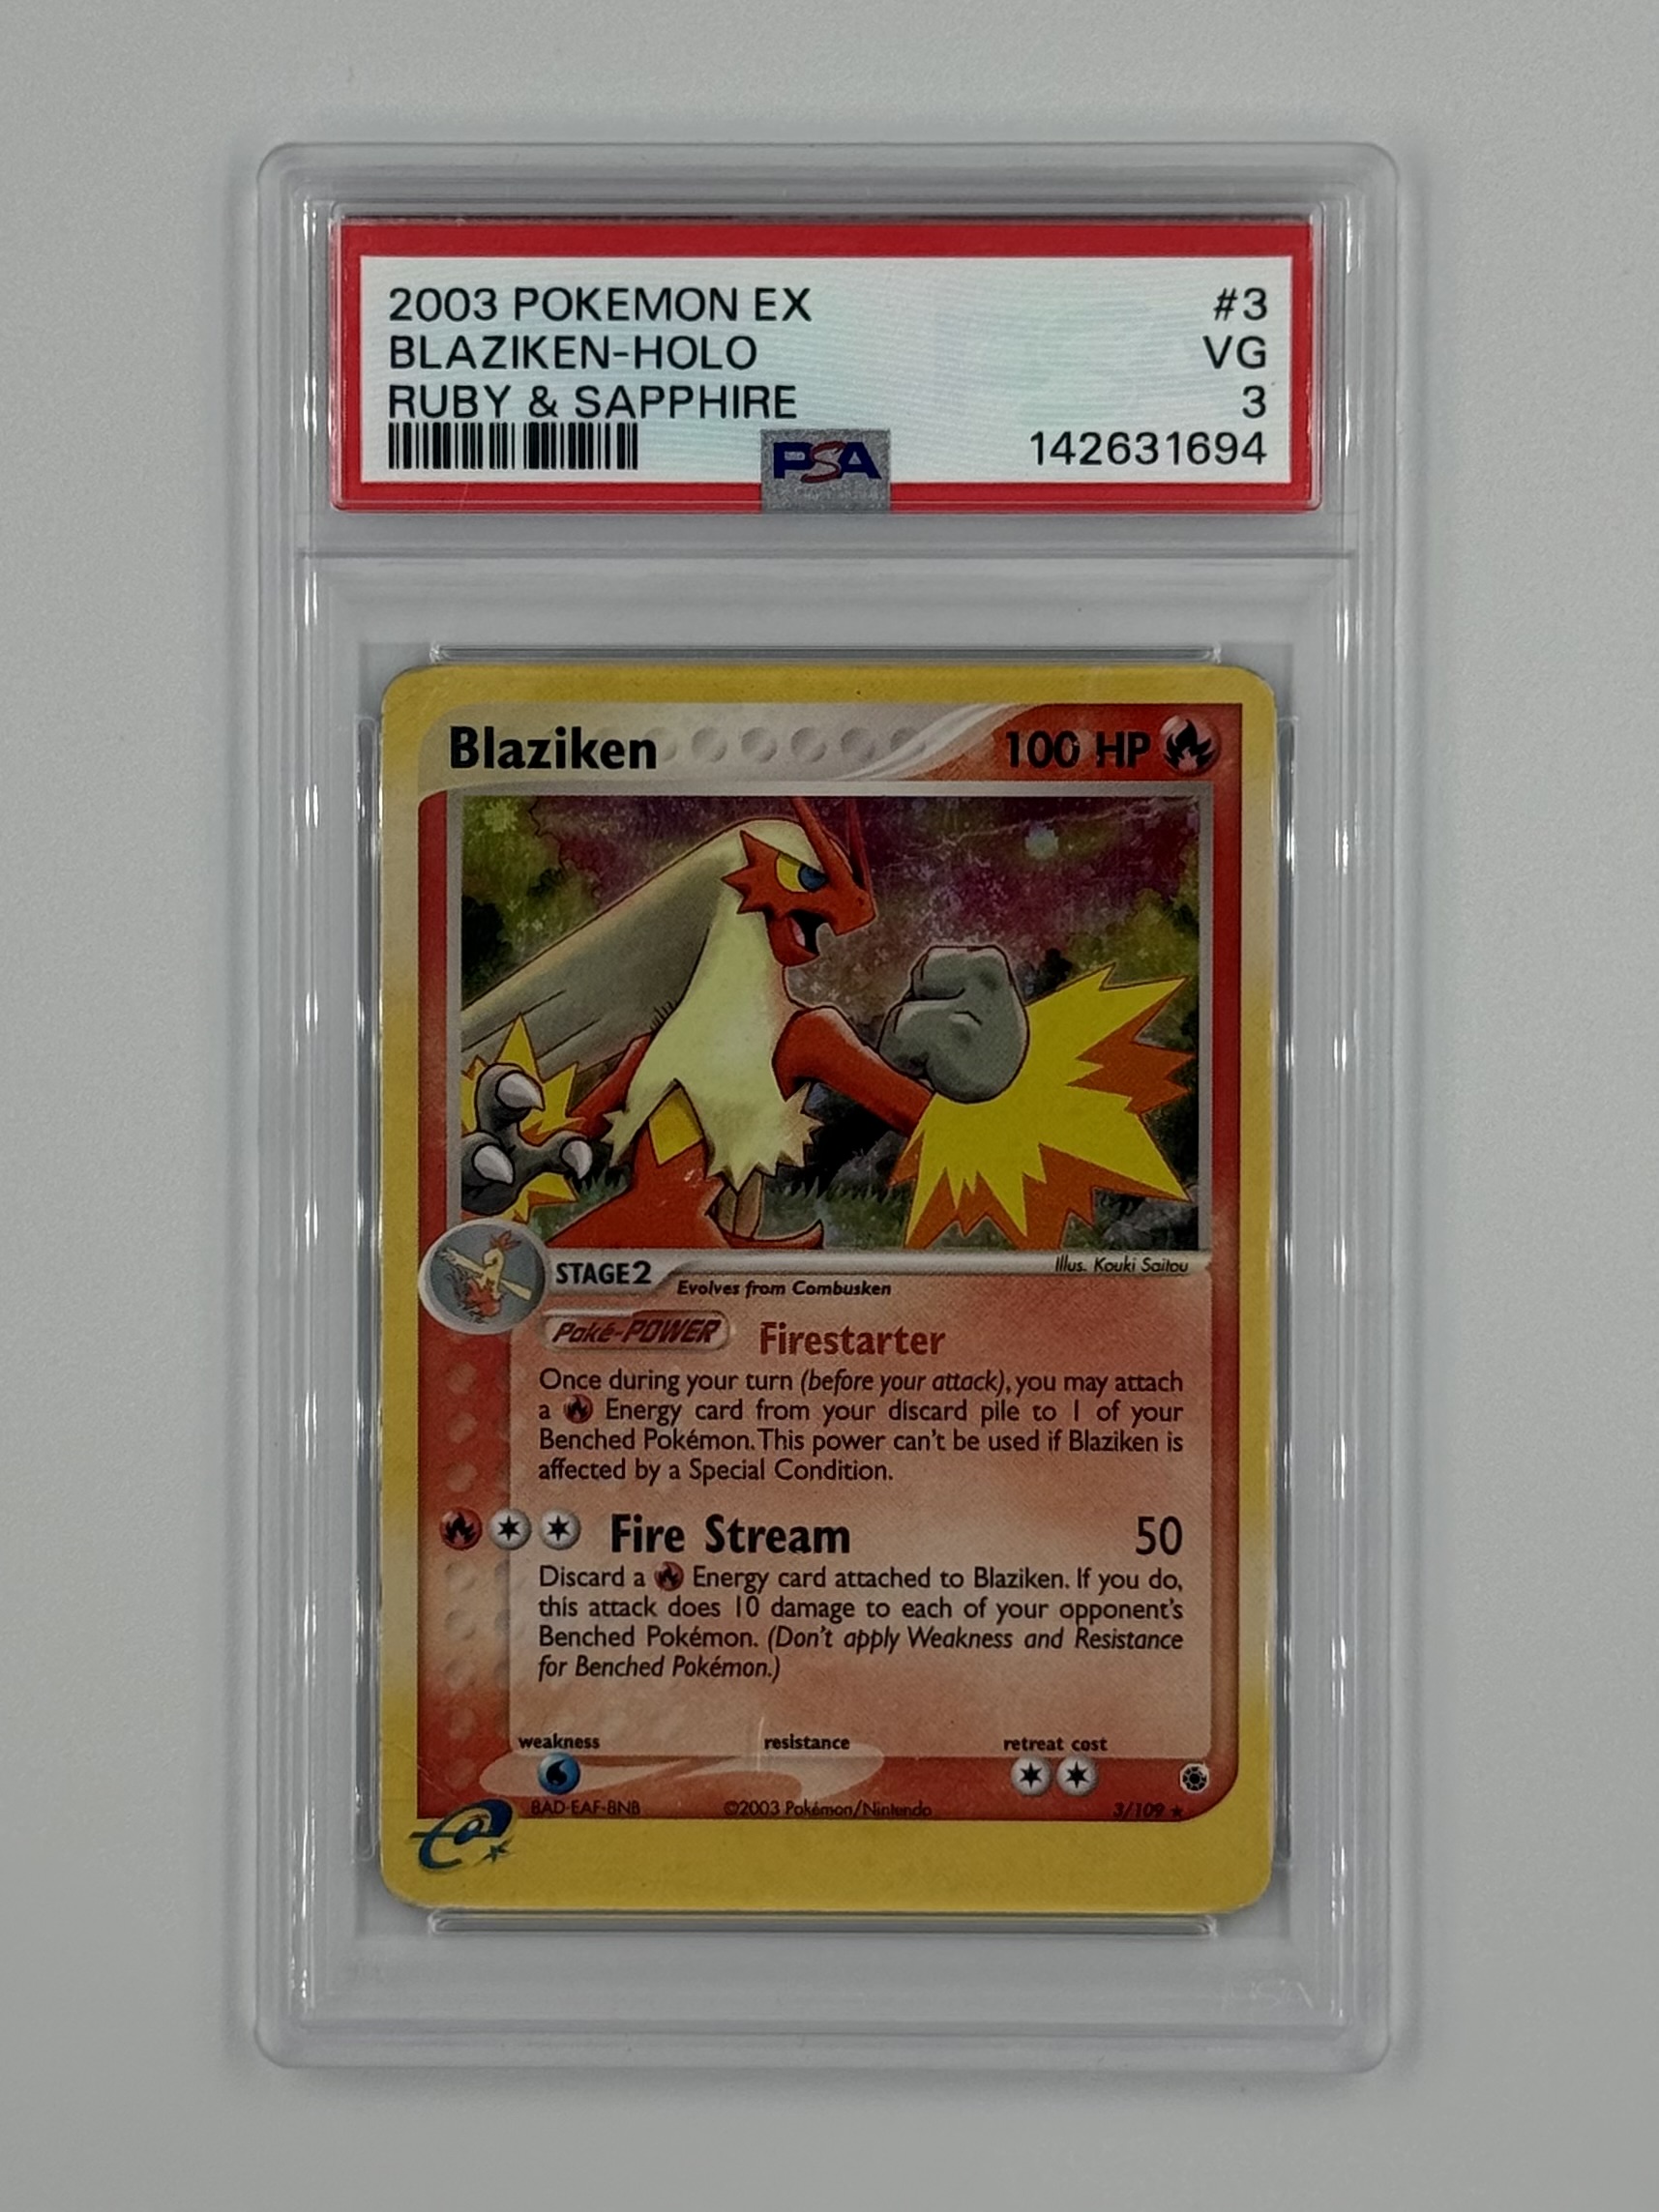 2003 POKEMON EX #3
BLAZIKEN-HOLO VG
RUBY & SAPPHIRE 3
PSA 142631694
Blaziken 100 HP
STAGE2 Illus. Kouki Saitou
Evolves from Combusken
Poké-POWER Firestarter
Once during your turn (before your attack), you may attach
a Energy card from your discard pile to 1 of your
Benched Pokémon. This power can't be used if Blaziken is
affected by a Special Condition.
Fire Stream 50
Discard a Energy card attached to Blaziken. If you do,
this attack does 10 damage to each of your opponent's
Benched Pokémon. (Don't apply Weakness and Resistance
for Benched Pokémon.)
weakness resistance retreat cost
BAD-EAF-BNB ©2003 Pokémon/Nintendo 3/109 ★
e